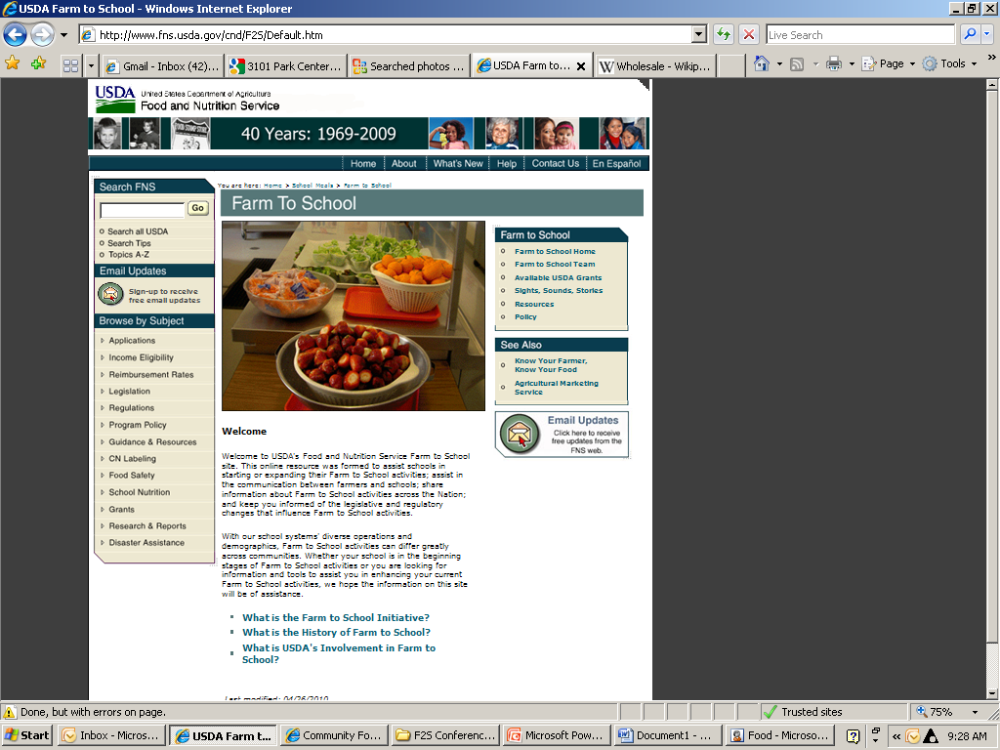 USDA Farm to School - Windows Internet Explorer
http://www.fns.usda.gov/cnd/F2S/Default.htm
Live Search
Gmail - Inbox (42)...
3101 Park Center...
Searched photos ...
USDA Farm to...
Wholesale - Wikip...
Page
Tools
USDA
United States Department of Agriculture
Food and Nutrition Service
40 Years: 1969-2009
Home
About
What's New
Help
Contact Us
En Español
Search FNS
Go
Search all USDA
Search Tips
Topics A-Z
Email Updates
Sign-up to receive
free email updates
Browse by Subject
Applications
Income Eligibility
Reimbursement Rates
Legislation
Regulations
Program Policy
Guidance & Resources
CN Labeling
Food Safety
School Nutrition
Grants
Research & Reports
Disaster Assistance
You are here: Home > School Meals > Farm to School
Farm To School
Welcome
Welcome to USDA's Food and Nutrition Service Farm to School
site. This online resource was formed to assist schools in
starting or expanding their Farm to School activities; assist in
the communication between farmers and schools; share
information about Farm to School activities across the Nation;
and keep you informed of the legislative and regulatory
changes that influence Farm to School activities.
With our school systems' diverse operations and
demographics, Farm to School activities can differ greatly
across communities. Whether your school is in the beginning
stages of Farm to School activities or you are looking for
information and tools to assist you in enhancing your current
Farm to School activities, we hope the information on this site
will be of assistance.
What is the Farm to School Initiative?
What is the History of Farm to School?
What is USDA's Involvement in Farm to
School?
Last modified: 04/26/2010
Farm to School
Farm to School Home
Farm to School Team
Available USDA Grants
Sights, Sounds, Stories
Resources
Policy
See Also
Know Your Farmer,
Know Your Food
Agricultural Marketing
Service
Email Updates
Click here to receive
free updates from the
FNS web.
Done, but with errors on page.
Trusted sites
75%
Start
Inbox - Micros...
USDA Farm t...
Community Fo...
F2S Conferenc...
Microsoft Pow...
Document1 - ...
Food - Microso...
9:28 AM